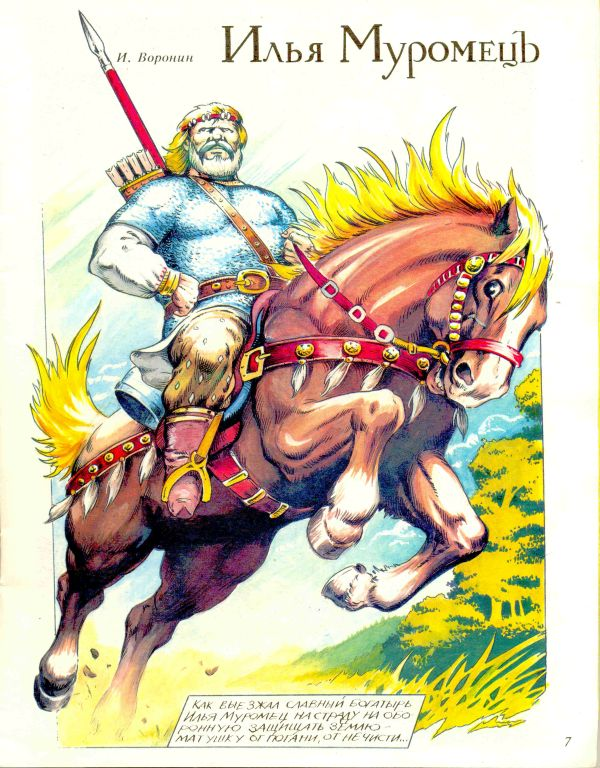 И. Воронин
Илья Муромецъ
Как выезжал славный богатырь
Илья Муромец на страду на обо
ронную защищать землю-
матушку от погани, от нечисти...
7